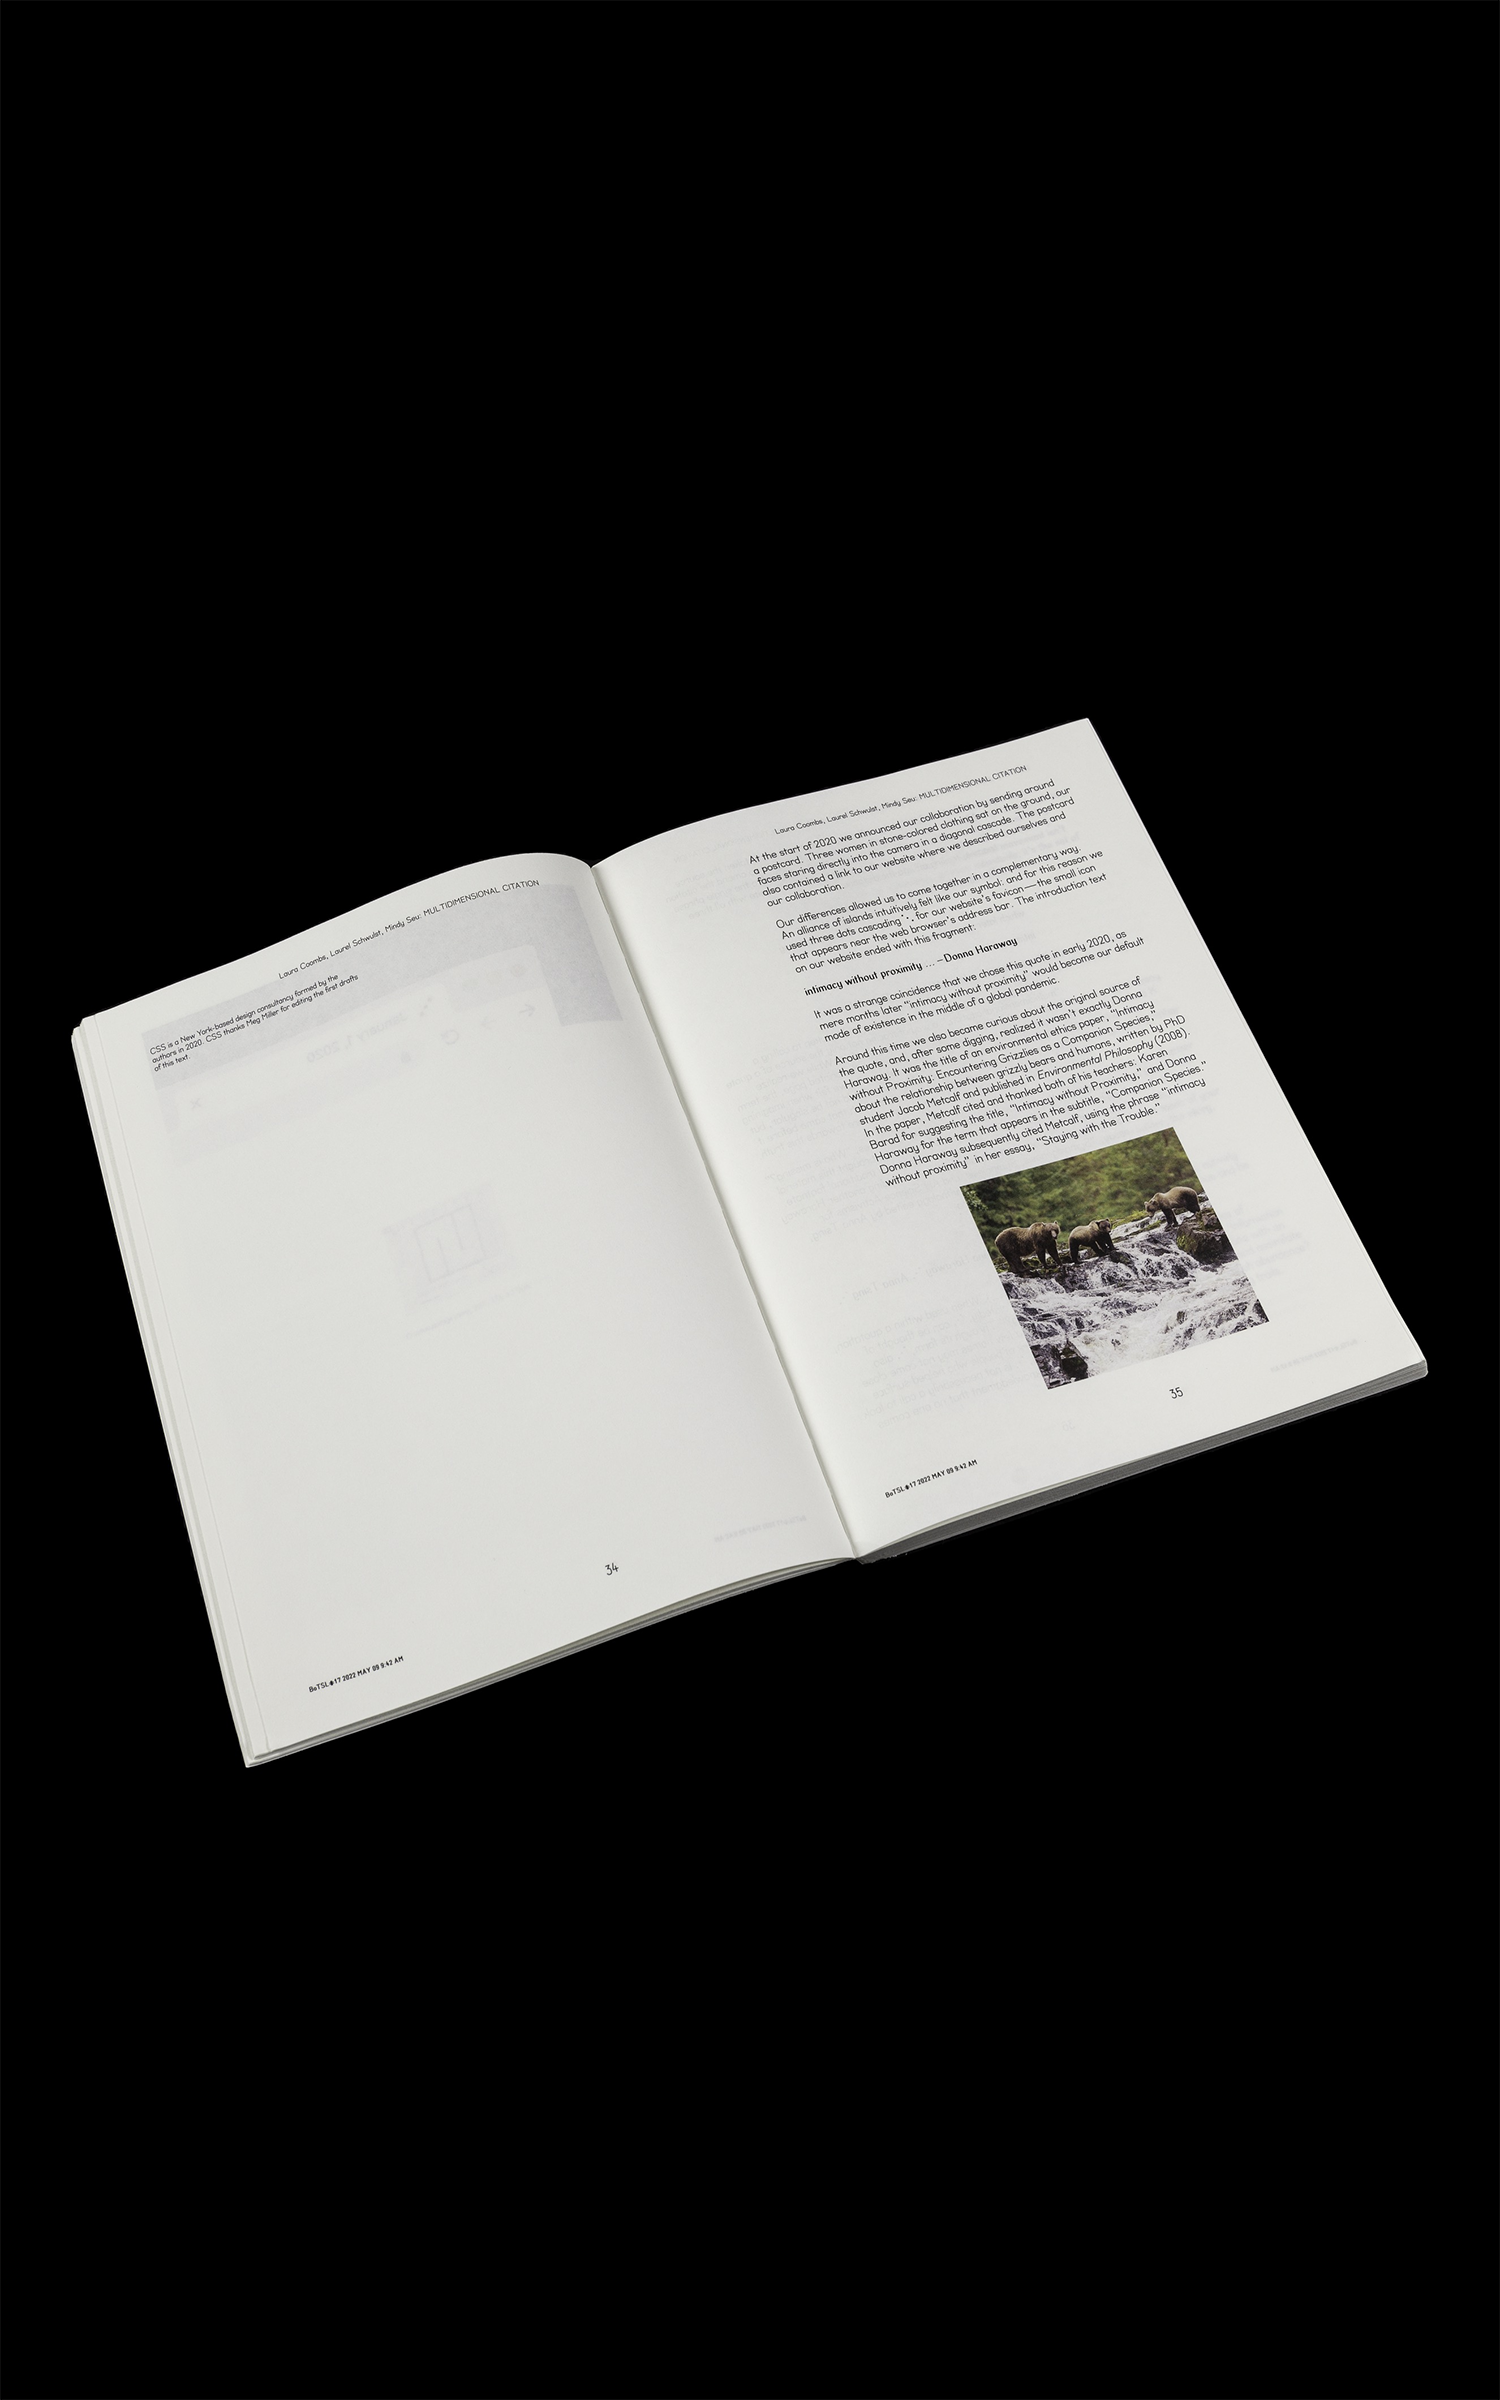 Laura Coombs, Laurel Schwulst, Mindy Seu: MULTIDIMENSIONAL CITATION
CSS is a New York-based design consultancy formed by the
authors in 2020. CSS thanks Meg Miller for editing the first drafts
of this text.
34
BoTSL♠17 2022 MAY 09 9:42 AM
Laura Coombs, Laurel Schwulst, Mindy Seu: MULTIDIMENSIONAL CITATION
At the start of 2020 we announced our collaboration by sending around
a postcard. Three women in stone-colored clothing sat on the ground, our
faces staring directly into the camera in a diagonal cascade. The postcard
also contained a link to our website where we described ourselves and
our collaboration.
Our differences allowed us to come together in a complementary way.
An alliance of islands intuitively felt like our symbol: and for this reason we
used three dots cascading ⋱ for our website's favicon—the small icon
that appears near the web browser's address bar. The introduction text
on our website ended with this fragment:
intimacy without proximity … –Donna Haraway
It was a strange coincidence that we chose this quote in early 2020, as
mere months later “intimacy without proximity” would become our default
mode of existence in the middle of a global pandemic.
Around this time we also became curious about the original source of
the quote, and, after some digging, realized it wasn't exactly Donna
Haraway. It was the title of an environmental ethics paper, “Intimacy
without Proximity: Encountering Grizzlies as a Companion Species,”
about the relationship between grizzly bears and humans, written by PhD
student Jacob Metcalf and published in Environmental Philosophy (2008).
In the paper, Metcalf cited and thanked both of his teachers: Karen
Barad for suggesting the title, “Intimacy without Proximity,” and Donna
Haraway for the term that appears in the subtitle, “Companion Species.”
Donna Haraway subsequently cited Metcalf, using the phrase “intimacy
without proximity” in her essay, “Staying with the Trouble.”
35
BoTSL♠17 2022 MAY 09 9:42 AM